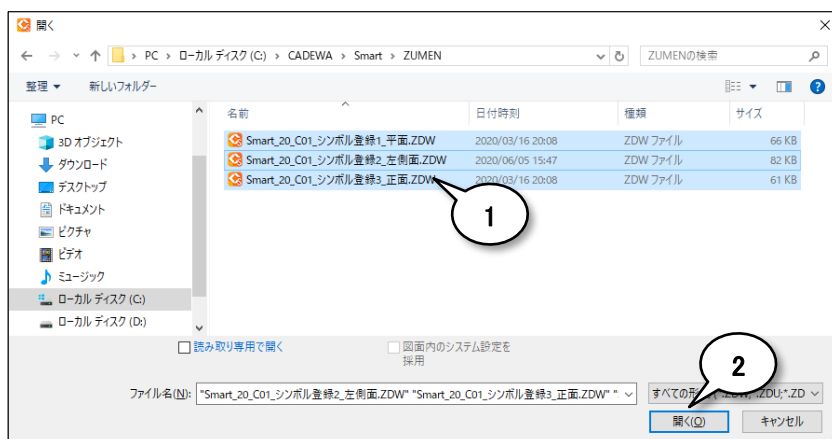 開く
PC › ローカル ディスク (C:) › CADEWA › Smart › ZUMEN
ZUMENの検索
整理 新しいフォルダー
名前 日付時刻 種類 サイズ
PC
3D オブジェクト
ダウンロード
デスクトップ
ドキュメント
ピクチャ
ビデオ
ミュージック
ローカル ディスク (C:)
ローカル ディスク (D:)
Smart_20_C01_シンボル登録1_平面.ZDW 2020/03/16 20:08 ZDW ファイル 66 KB
Smart_20_C01_シンボル登録2_左側面.ZDW 2020/06/05 15:47 ZDW ファイル 82 KB
Smart_20_C01_シンボル登録3_正面.ZDW 2020/03/16 20:08 ZDW ファイル 61 KB
1
読み取り専用で開く
図面内のシステム設定を
採用
2
ファイル名(N): "Smart_20_C01_シンボル登録2_左側面.ZDW" "Smart_20_C01_シンボル登録3_正面.ZDW" "
すべての形 .ZDU;*.ZD
開く(O) キャンセル